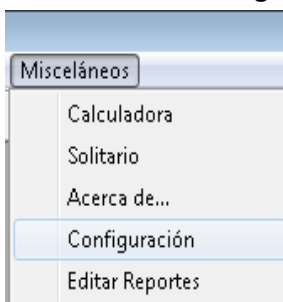 Misceláneos
Calculadora
Solitario
Acerca de...
Configuración
Editar Reportes